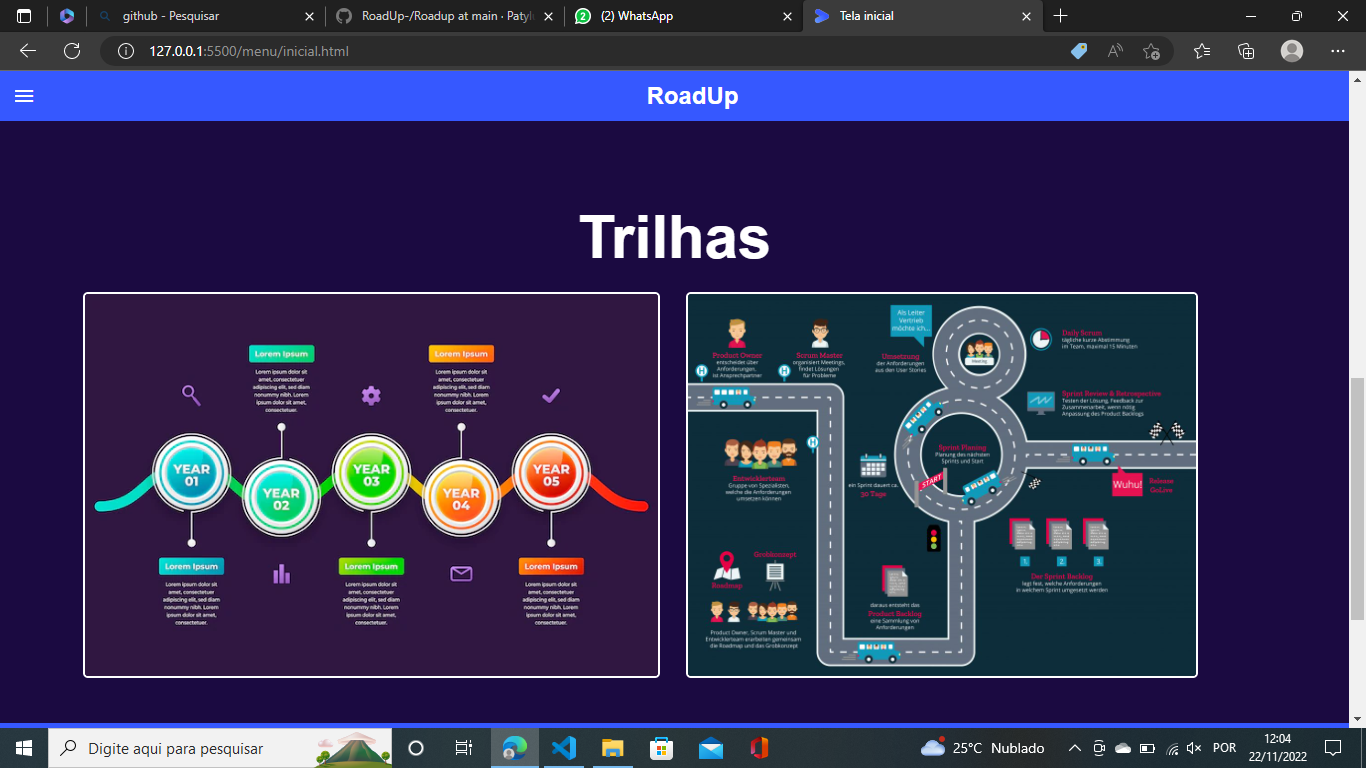 github - Pesquisar
RoadUp-/Roadup at main · Patyl
(2) WhatsApp
Tela inicial
127.0.0.1:5500/menu/inicial.html
RoadUp
Trilhas
Lorem Ipsum
Lorem ipsum dolor sit
amet, consectetuer
adipiscing elit, sed diam
nonummy nibh. Lorem
ipsum dolor sit amet,
consectetuer.
Lorem Ipsum
Lorem ipsum dolor sit
amet, consectetuer
adipiscing elit, sed diam
nonummy nibh. Lorem
ipsum dolor sit amet,
consectetuer.
YEAR
01
YEAR
02
YEAR
03
YEAR
04
YEAR
05
Lorem Ipsum
Lorem ipsum dolor sit
amet, consectetuer
adipiscing elit, sed diam
nonummy nibh. Lorem
ipsum dolor sit amet,
consectetuer.
Lorem Ipsum
Lorem ipsum dolor sit
amet, consectetuer
adipiscing elit, sed diam
nonummy nibh. Lorem
ipsum dolor sit amet,
consectetuer.
Lorem Ipsum
Lorem ipsum dolor sit
amet, consectetuer
adipiscing elit, sed diam
nonummy nibh. Lorem
ipsum dolor sit amet,
consectetuer.
Product Owner
entscheidet über
Anforderungen,
ist Ansprechpartner
Scrum Master
organisiert Meetings,
findet Lösungen
für Probleme
H
H
Als Leiter
Vertrieb
möchte ich...
Umsetzung
der Anforderungen
aus den User Stories
Meeting
Daily Scrum
tägliche kurze Abstimmung
im Team, maximal 15 Minuten
Sprint Review & Retrospective
Testen der Lösung, Feedback zur
Zusammenarbeit, wenn nötig
Anpassung des Product Backlogs
H
Entwicklerteam
Gruppe von Spezialisten,
welche die Anforderungen
umsetzen können
ein Sprint dauert ca.
30 Tage
Sprint Planing
Planung des nächsten
Sprints und Start
START
Wuhu!
Release
GoLive
Roadmap
Grobkonzept
Product Owner, Scrum Master und
Entwicklerteam erarbeiten gemeinsam
die Roadmap und das Grobkonzept
daraus entsteht das
Product Backlog
eine Sammlung von
Anforderungen
1
2
3
Der Sprint Backlog
legt fest, welche Anforderungen
in welchem Sprint umgesetzt werden
Digite aqui para pesquisar
25°C Nublado
POR
12:04
22/11/2022